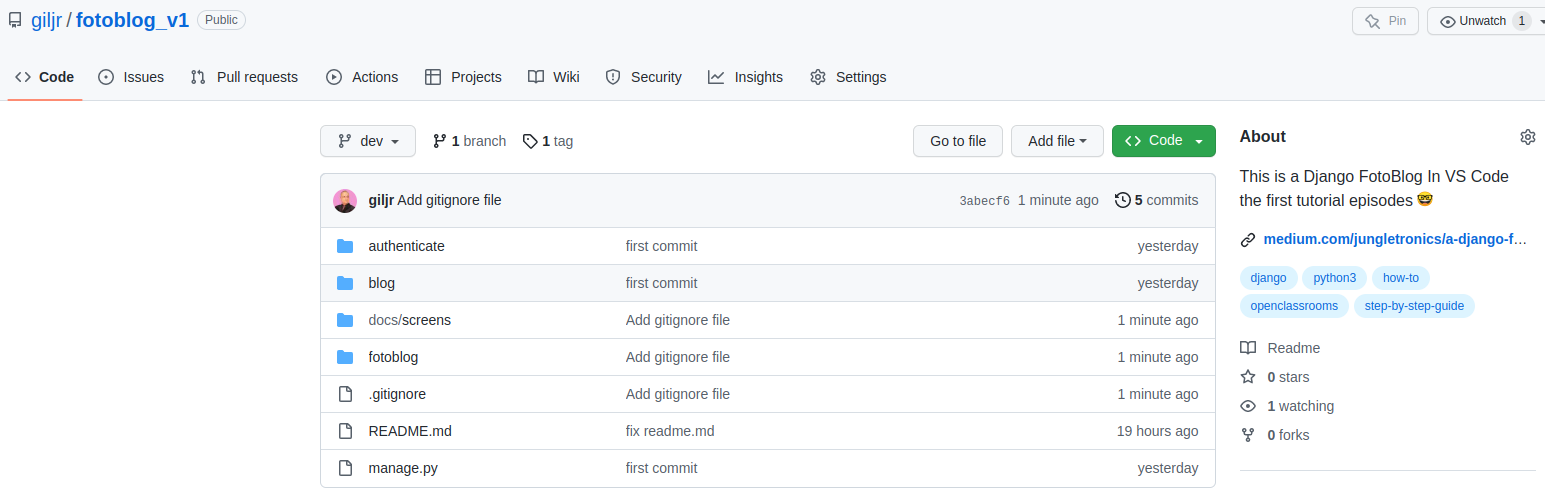 giljr / fotoblog_v1 Public Pin Unwatch 1
Code Issues Pull requests Actions Projects Wiki Security Insights Settings
dev 1 branch 1 tag Go to file Add file Code
giljr Add gitignore file 3abecf6 1 minute ago 5 commits
authenticate first commit yesterday
blog first commit yesterday
docs/screens Add gitignore file 1 minute ago
fotoblog Add gitignore file 1 minute ago
.gitignore Add gitignore file 1 minute ago
README.md fix readme.md 19 hours ago
manage.py first commit yesterday
About
This is a Django FotoBlog In VS Code
the first tutorial episodes 🤓
medium.com/jungletronics/a-django-f…
django python3 how-to
openclassrooms step-by-step-guide
Readme
0 stars
1 watching
0 forks